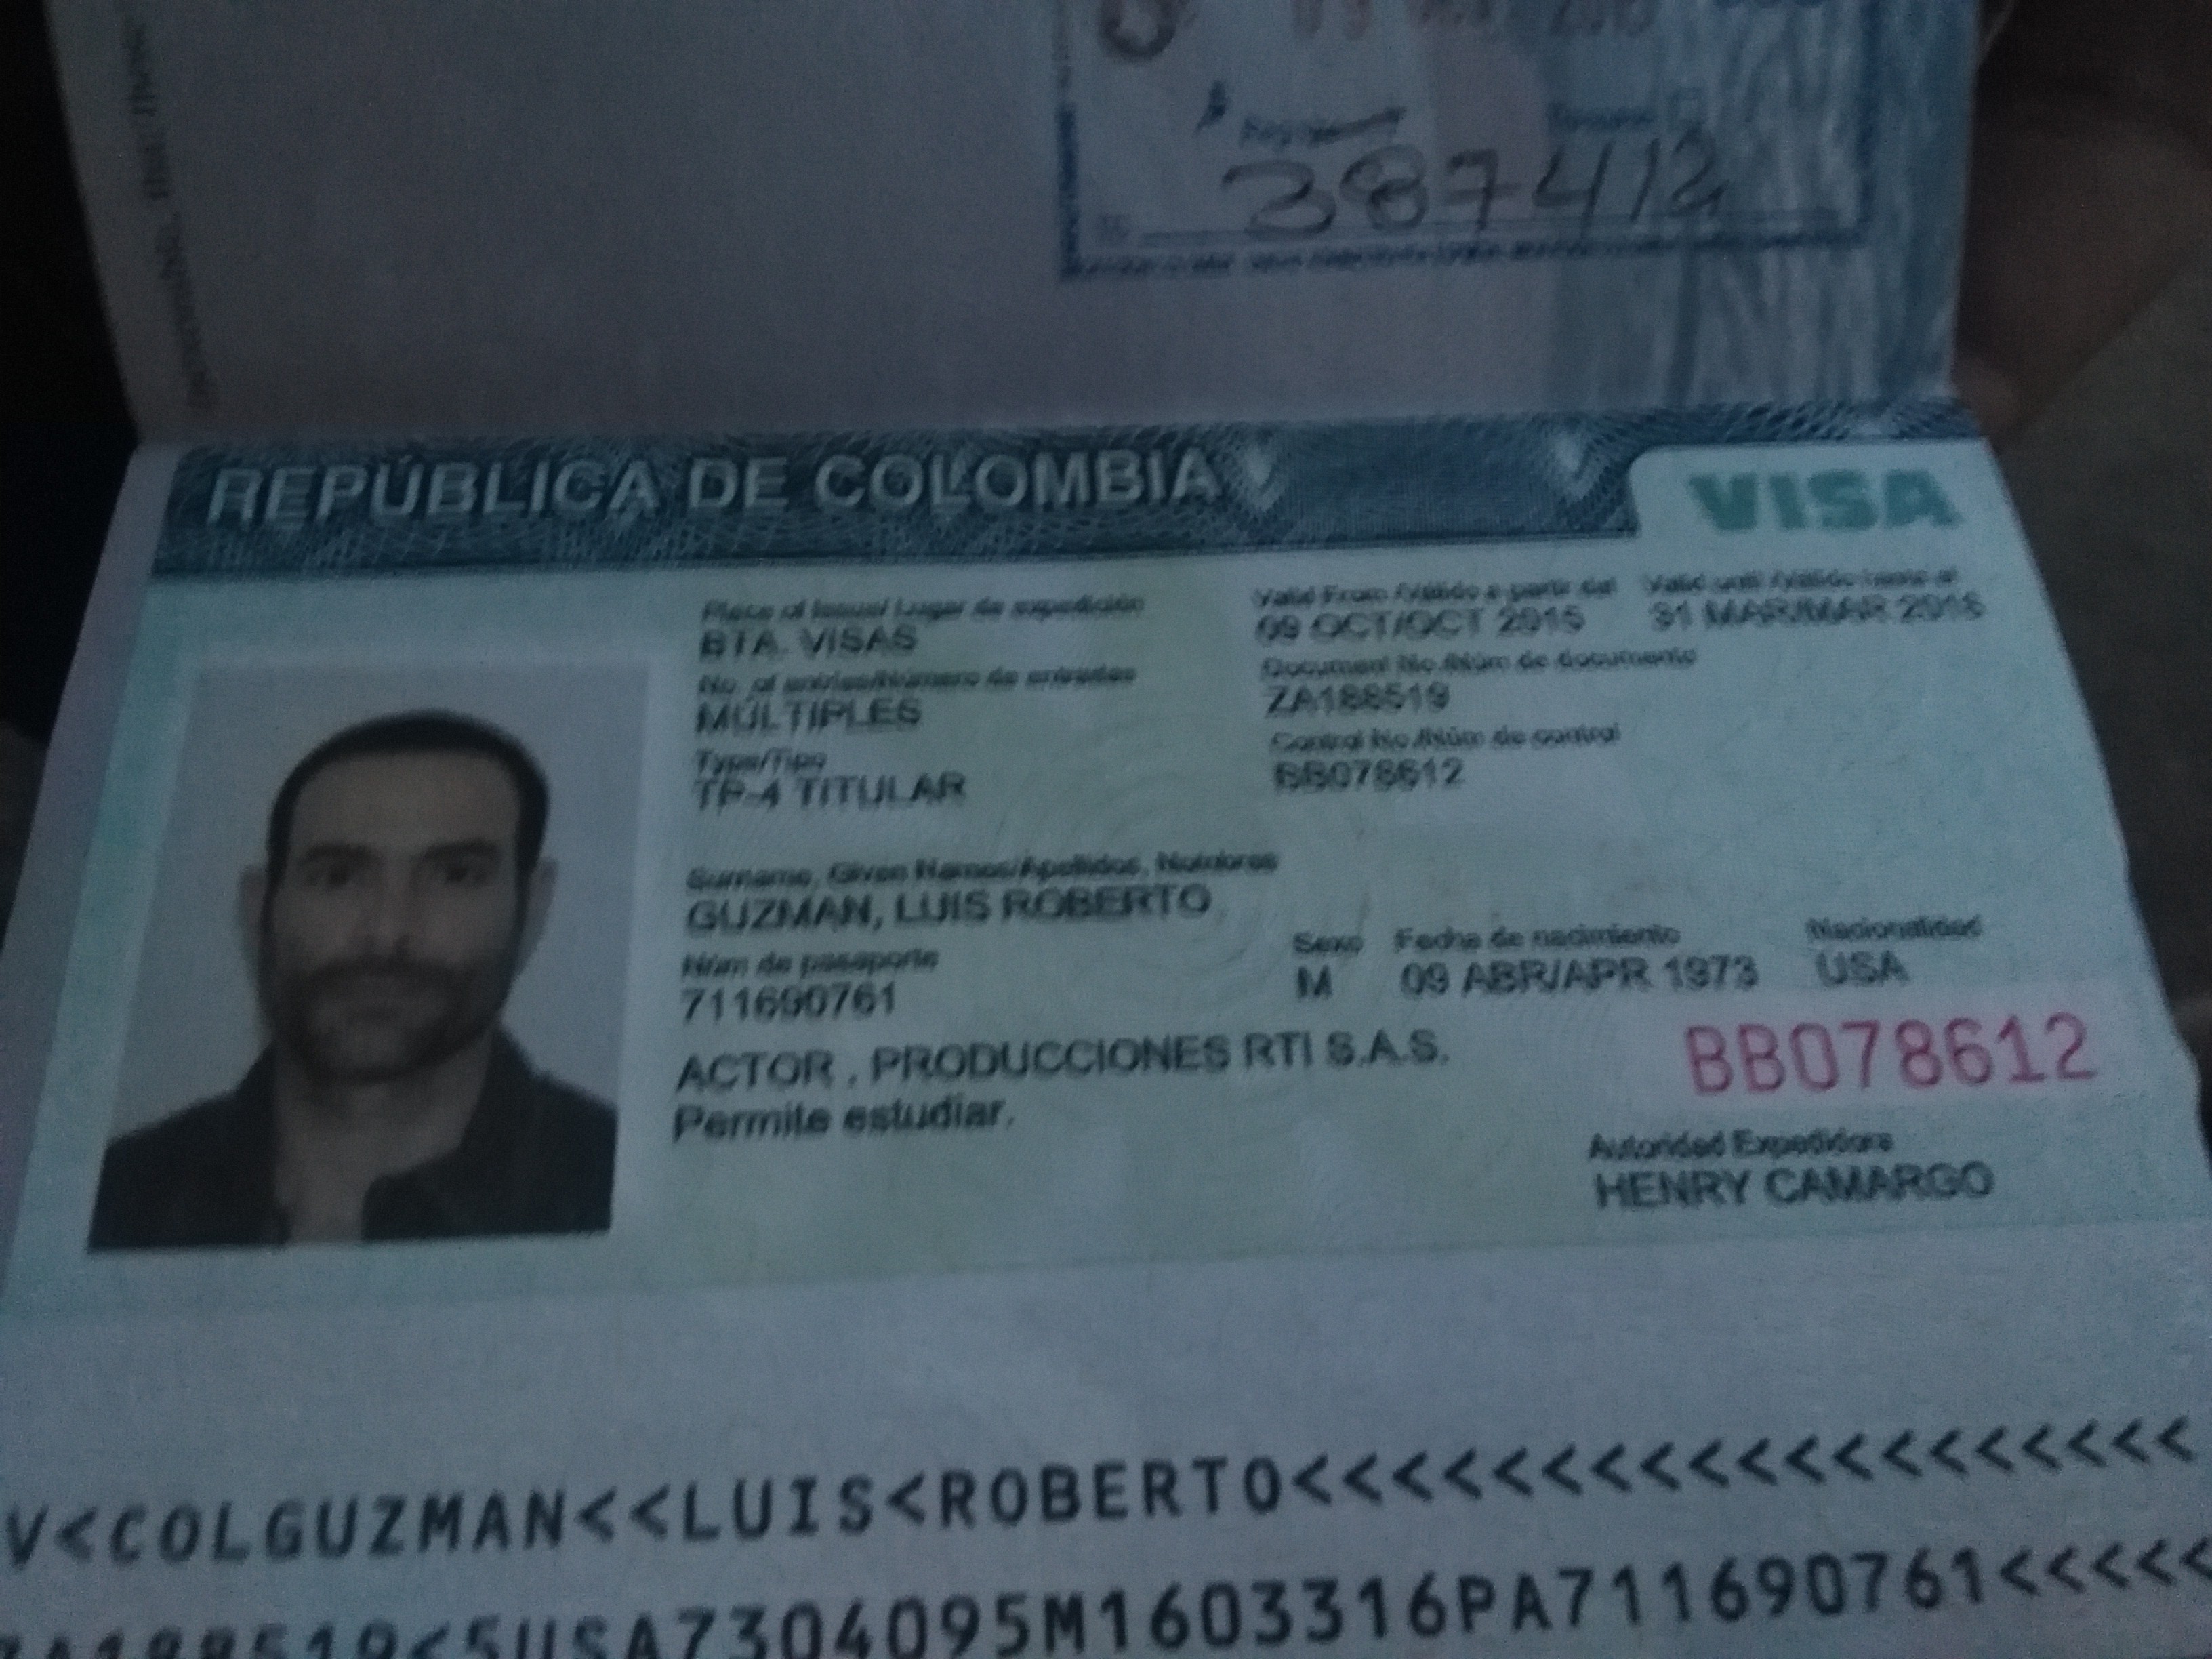 387412
REPÚBLICA DE COLOMBIA
VISA
Place of Issue/ Lugar de expedición
BTA. VISAS
Valid From /Válido a partir del
09 OCT/OCT 2015
Valid until /Válido hasta el
31 MAR/MAR 2016
No. of entries/Número de entradas
MÚLTIPLES
Document No./Núm de documento
ZA188519
Type/Tipo
TP-4 TITULAR
Control No./Núm de control
BB078612
Surname, Given Names/Apellidos, Nombres
GUZMAN, LUIS ROBERTO
Núm de pasaporte
711690761
Sexo
M
Fecha de nacimiento
09 ABR/APR 1973
Nacionalidad
USA
ACTOR , PRODUCCIONES RTI S.A.S.
Permite estudiar.
BB078612
Autoridad Expedidora
HENRY CAMARGO
V<COLGUZMAN<<LUIS<ROBERTO<<<<<<<<<<<<<<<<<<<
ZA188519<5USA7304095M1603316PA711690761<<<<<